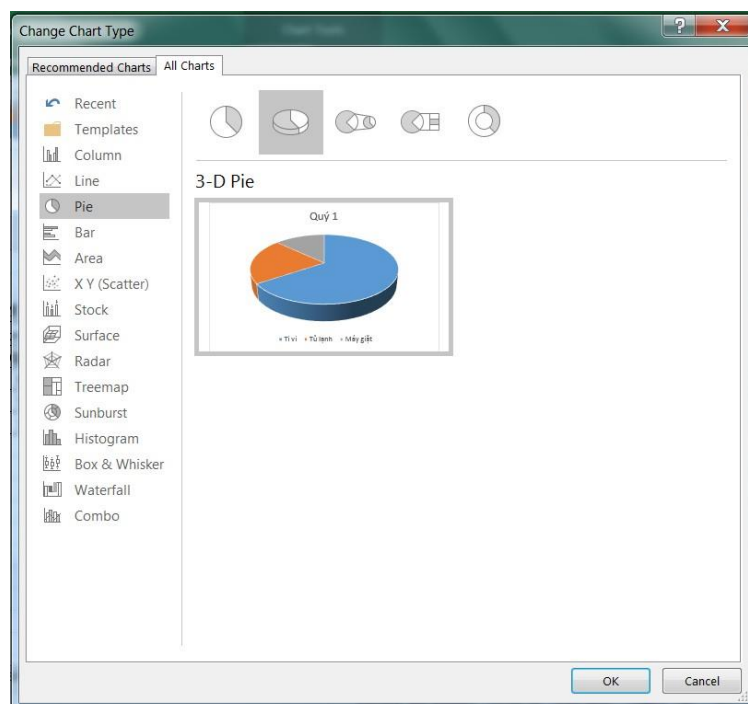 Change Chart Type
Recommended Charts
All Charts
Recent
Templates
Column
Line
Pie
Bar
Area
X Y (Scatter)
Stock
Surface
Radar
Treemap
Sunburst
Histogram
Box & Whisker
Waterfall
Combo
3-D Pie
Quý 1
Ti vi Tủ lạnh Máy giặt
OK
Cancel